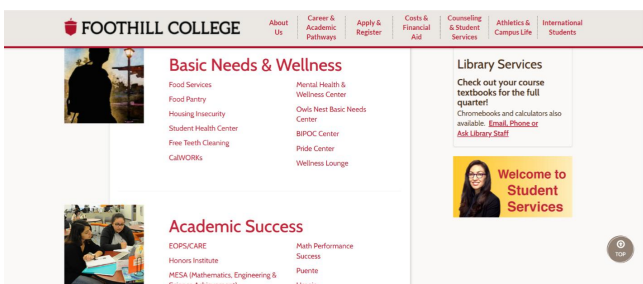 FOOTHILL COLLEGE
About
Us
Career &
Academic
Pathways
Apply &
Register
Costs &
Financial
Aid
Counseling
& Student
Services
Athletics &
Campus Life
International
Students
Basic Needs & Wellness
Food Services
Food Pantry
Housing Insecurity
Student Health Center
Free Teeth Cleaning
CalWORKs
Mental Health &
Wellness Center
Owls Nest Basic Needs
Center
BIPOC Center
Pride Center
Wellness Lounge
Academic Success
EOPS/CARE
Honors Institute
MESA (Mathematics, Engineering &
Math Performance
Success
Puente
Library Services
Check out your course
textbooks for the full
quarter!
Chromebooks and calculators also
available. Email, Phone or
Ask Library Staff
Welcome to
Student
Services
TOP